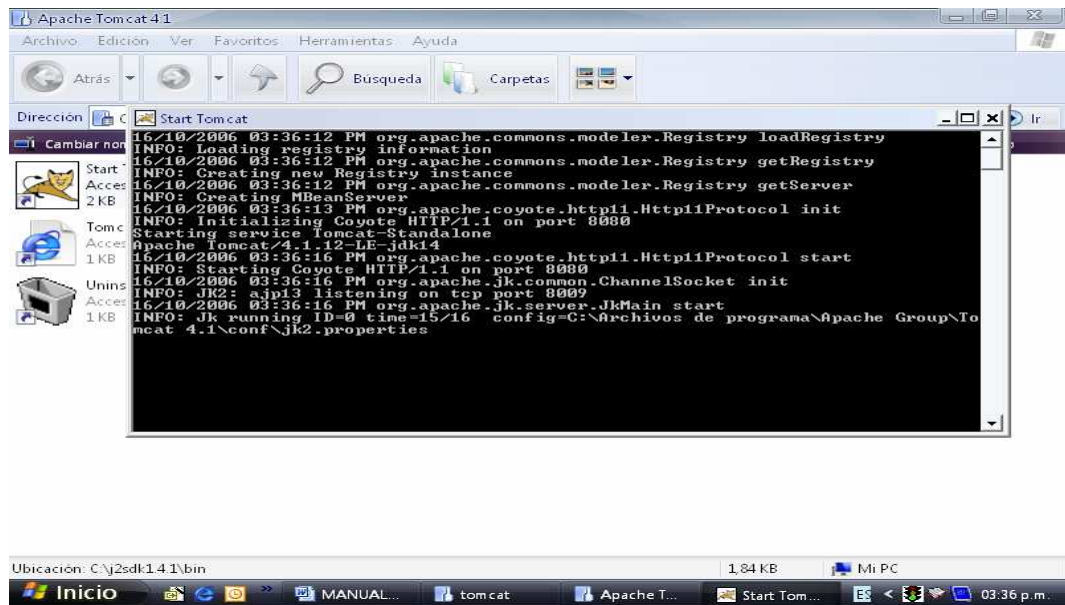 Apache Tomcat 4.1
Archivo Edición Ver Favoritos Herramientas Ayuda
Atrás Búsqueda Carpetas
Dirección C Start Tomcat Ir
Cambiar nom
Start
Acces
2 KB
Tomc
Acces
1 KB
Unins
Acces
1 KB
16/10/2006 03:36:12 PM org.apache.commons.modeler.Registry loadRegistry
INFO: Loading registry information
16/10/2006 03:36:12 PM org.apache.commons.modeler.Registry getRegistry
INFO: Creating new Registry instance
16/10/2006 03:36:12 PM org.apache.commons.modeler.Registry getServer
INFO: Creating MBeanServer
16/10/2006 03:36:13 PM org.apache.coyote.http11.Http11Protocol init
INFO: Initializing Coyote HTTP/1.1 on port 8080
Starting service Tomcat-Standalone
Apache Tomcat/4.1.12-LE-jdk14
16/10/2006 03:36:16 PM org.apache.coyote.http11.Http11Protocol start
INFO: Starting Coyote HTTP/1.1 on port 8080
16/10/2006 03:36:16 PM org.apache.jk.common.ChannelSocket init
INFO: JK2: ajp13 listening on tcp port 8009
16/10/2006 03:36:16 PM org.apache.jk.server.JkMain start
INFO: Jk running ID=0 time=15/16 config=C:\Archivos de programa\Apache Group\To
mcat 4.1\conf\jk2.properties
Ubicación: C:\j2sdk1.4.1\bin 1,84 KB Mi PC
Inicio » MANUAL... tomcat Apache T... Start Tom... ES < 03:36 p.m.